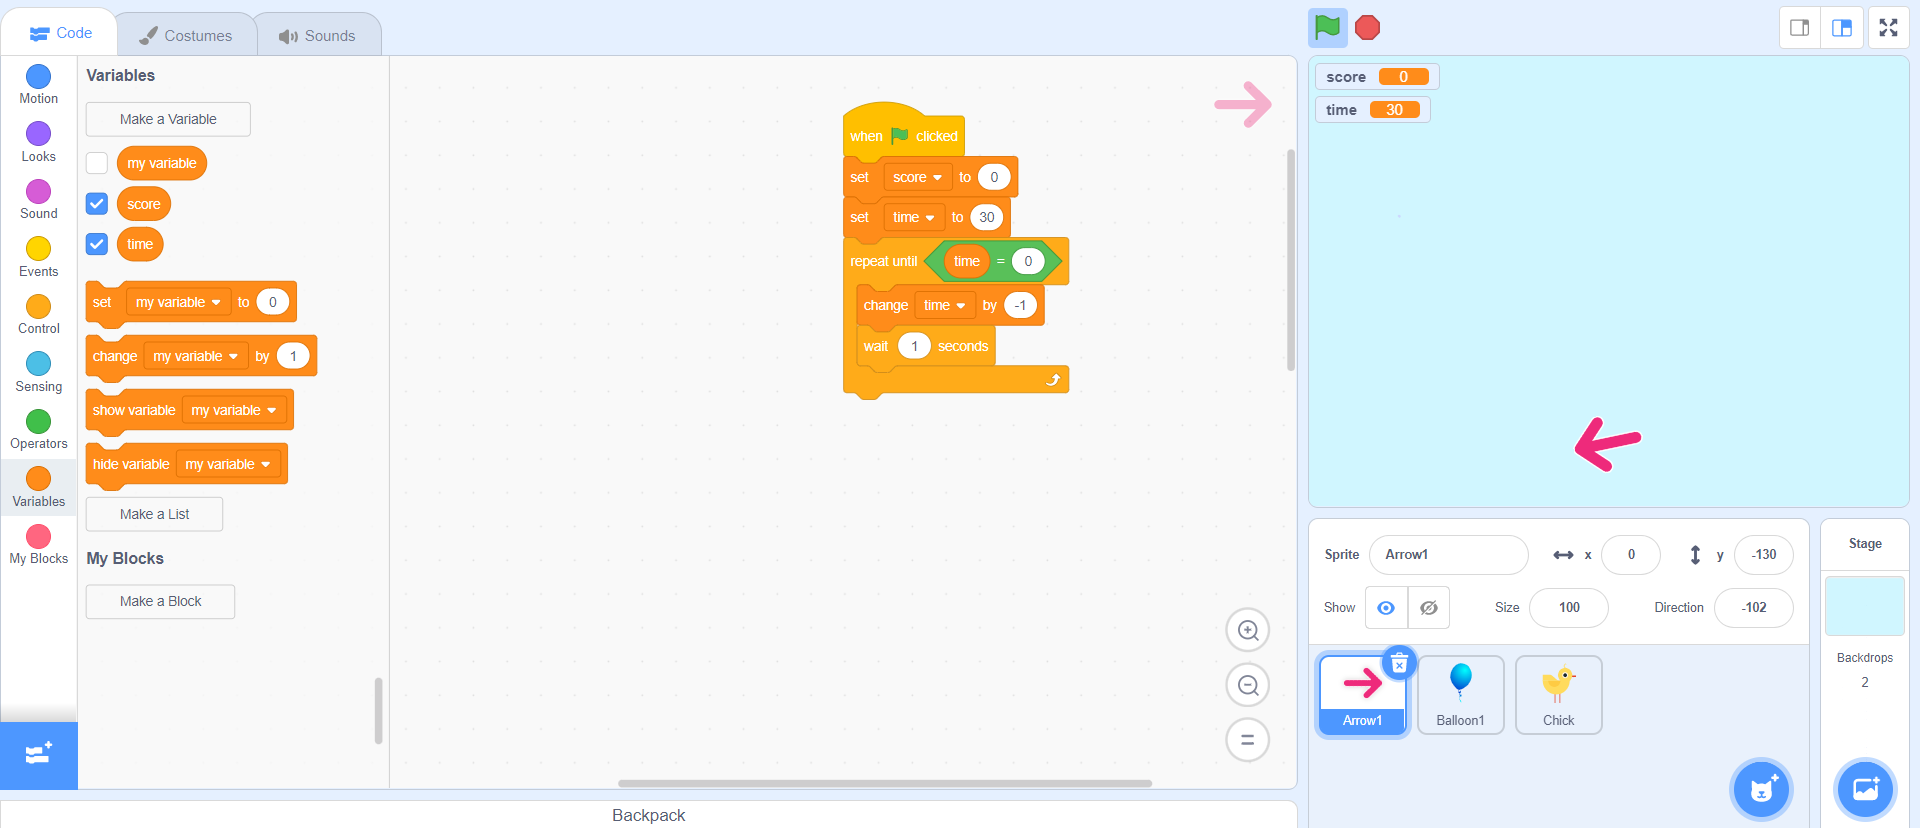 Code
Costumes
Sounds
Motion
Looks
Sound
Events
Control
Sensing
Operators
Variables
My Blocks
Variables
Make a Variable
my variable
score
time
set my variable to 0
change my variable by 1
show variable my variable
hide variable my variable
Make a List
My Blocks
Make a Block
when clicked
set score to 0
set time to 30
repeat until time = 0
change time by -1
wait 1 seconds
Backpack
score 0
time 30
Sprite Arrow1 x 0 y -130
Show Size 100 Direction -102
Arrow1
Balloon1
Chick
Stage
Backdrops
2